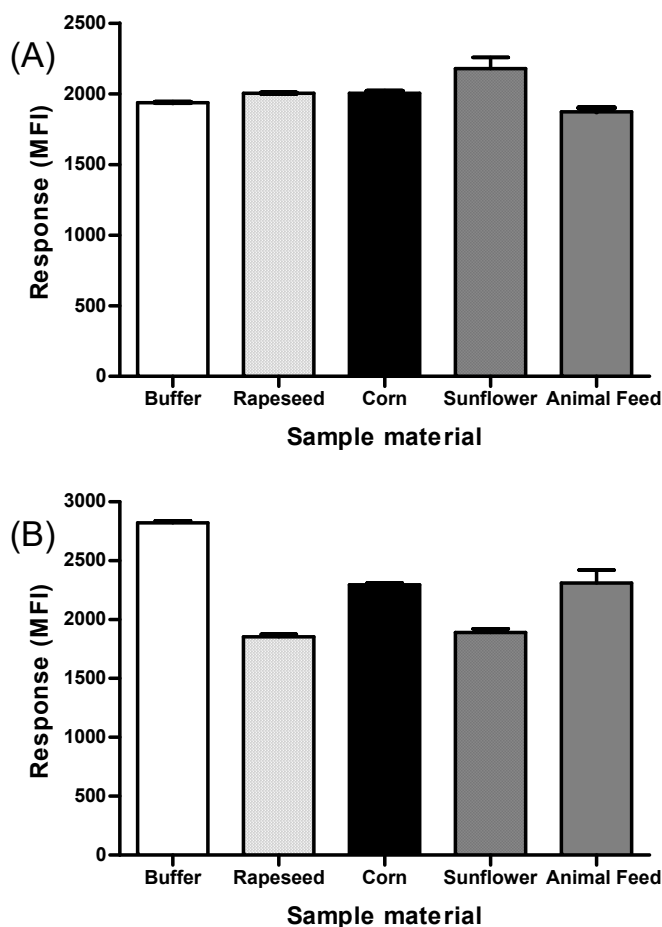 (A)
Response (MFI)
2500
2000
1500
1000
500
0
Buffer Rapeseed Corn Sunflower Animal Feed
Sample material
(B)
Response (MFI)
3000
2500
2000
1500
1000
500
0
Buffer Rapeseed Corn Sunflower Animal Feed
Sample material